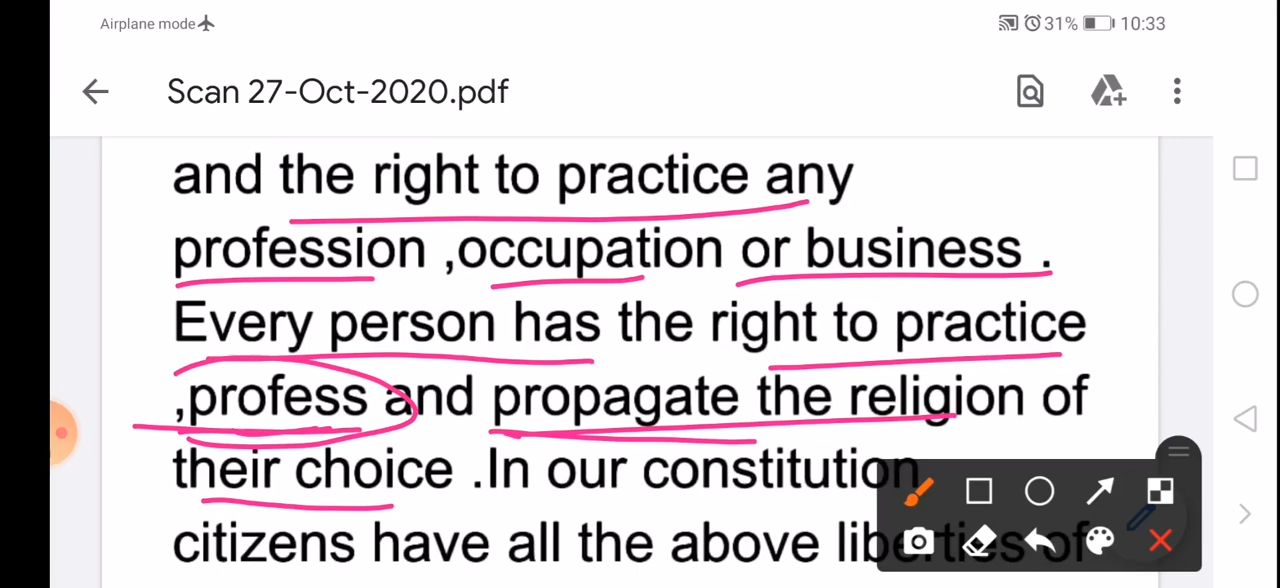 Airplane mode 31% 10:33
Scan 27-Oct-2020.pdf
and the right to practice any
profession ,occupation or business .
Every person has the right to practice
,profess and propagate the religion of
their choice .In our constitution
citizens have all the above liberties of